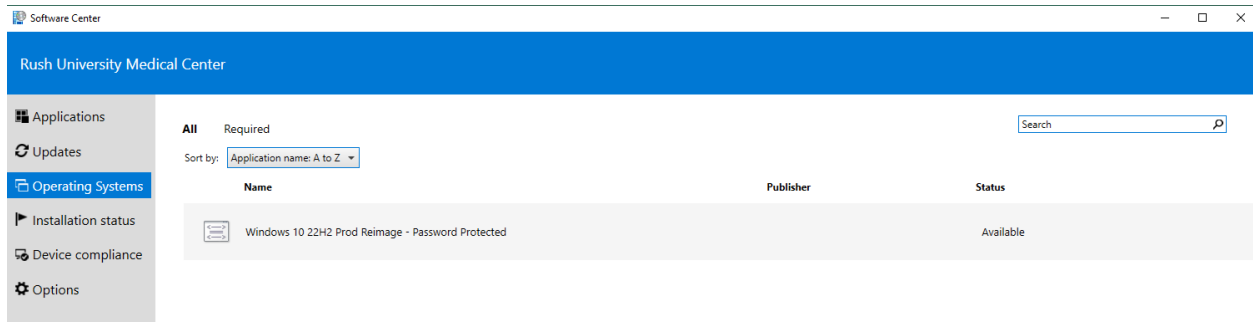 Software Center
Rush University Medical Center
Applications
Updates
Operating Systems
Installation status
Device compliance
Options
All Required
Search
Sort by: Application name: A to Z
Name Publisher Status
Windows 10 22H2 Prod Reimage - Password Protected Available